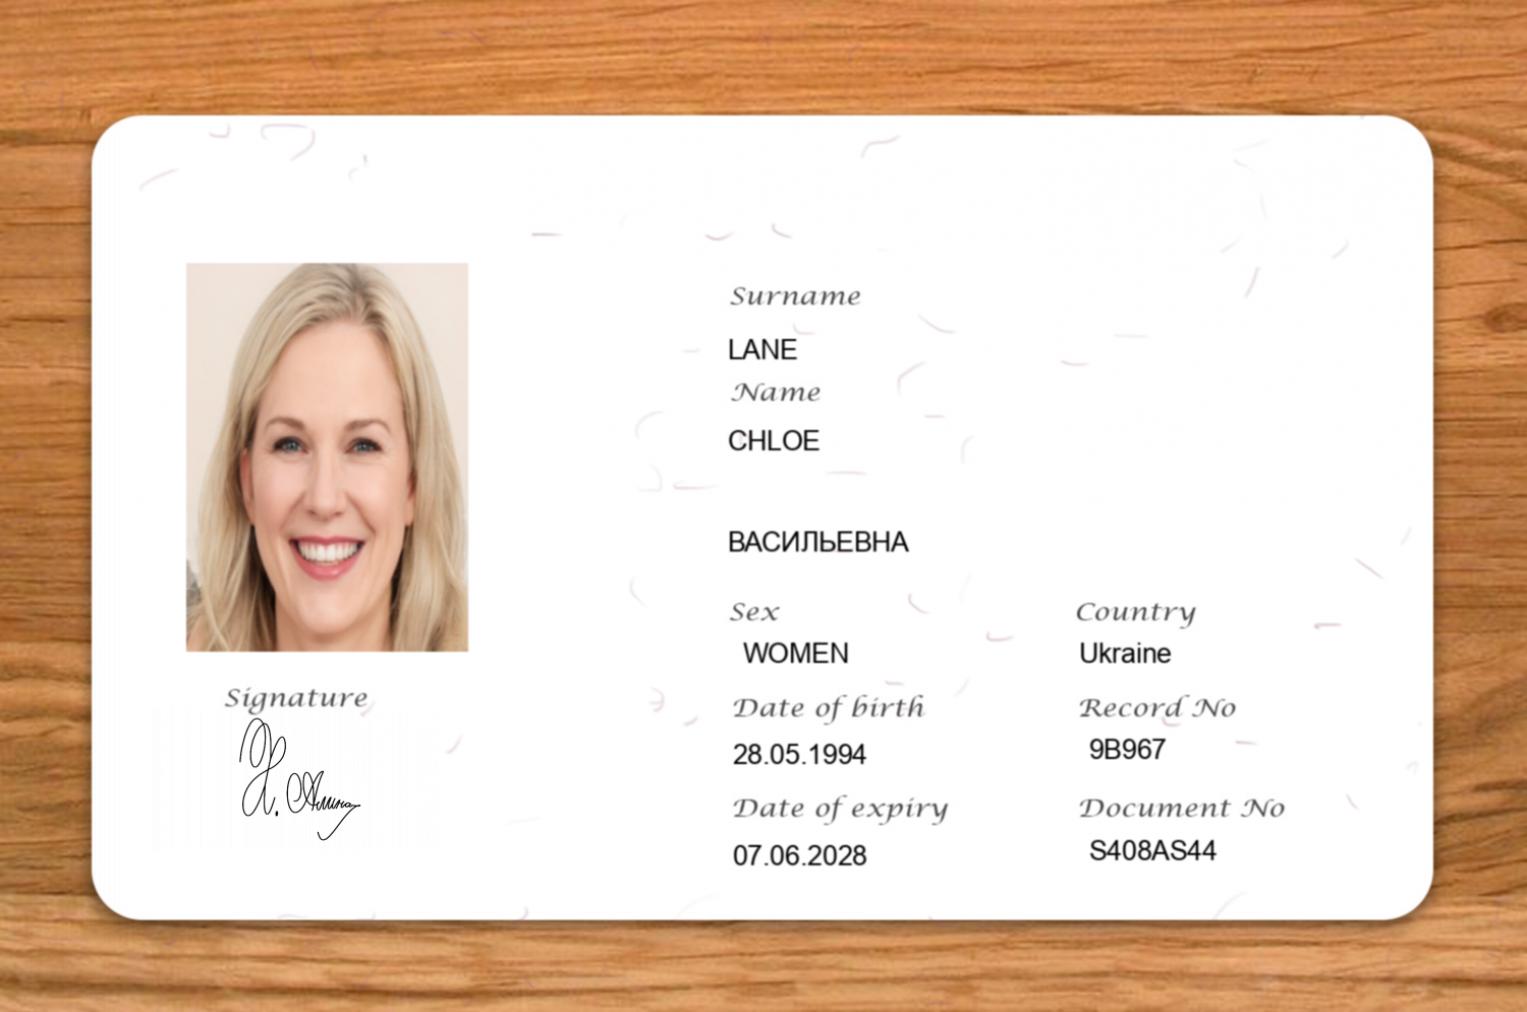 Surname
LANE
Name
CHLOE
ВАСИЛЬЕВНА
Sex Country
WOMEN Ukraine
Signature
Date of birth Record No
28.05.1994 9B967
Date of expiry Document No
07.06.2028 S408AS44